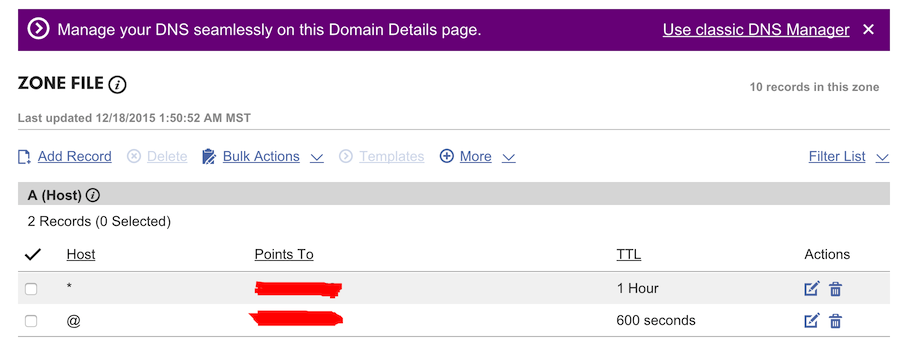 Manage your DNS seamlessly on this Domain Details page. Use classic DNS Manager ×
ZONE FILE i 10 records in this zone
Last updated 12/18/2015 1:50:52 AM MST
Add Record Delete Bulk Actions Templates More Filter List
A (Host) i
2 Records (0 Selected)
Host Points To TTL Actions
* 1 Hour
@ 600 seconds